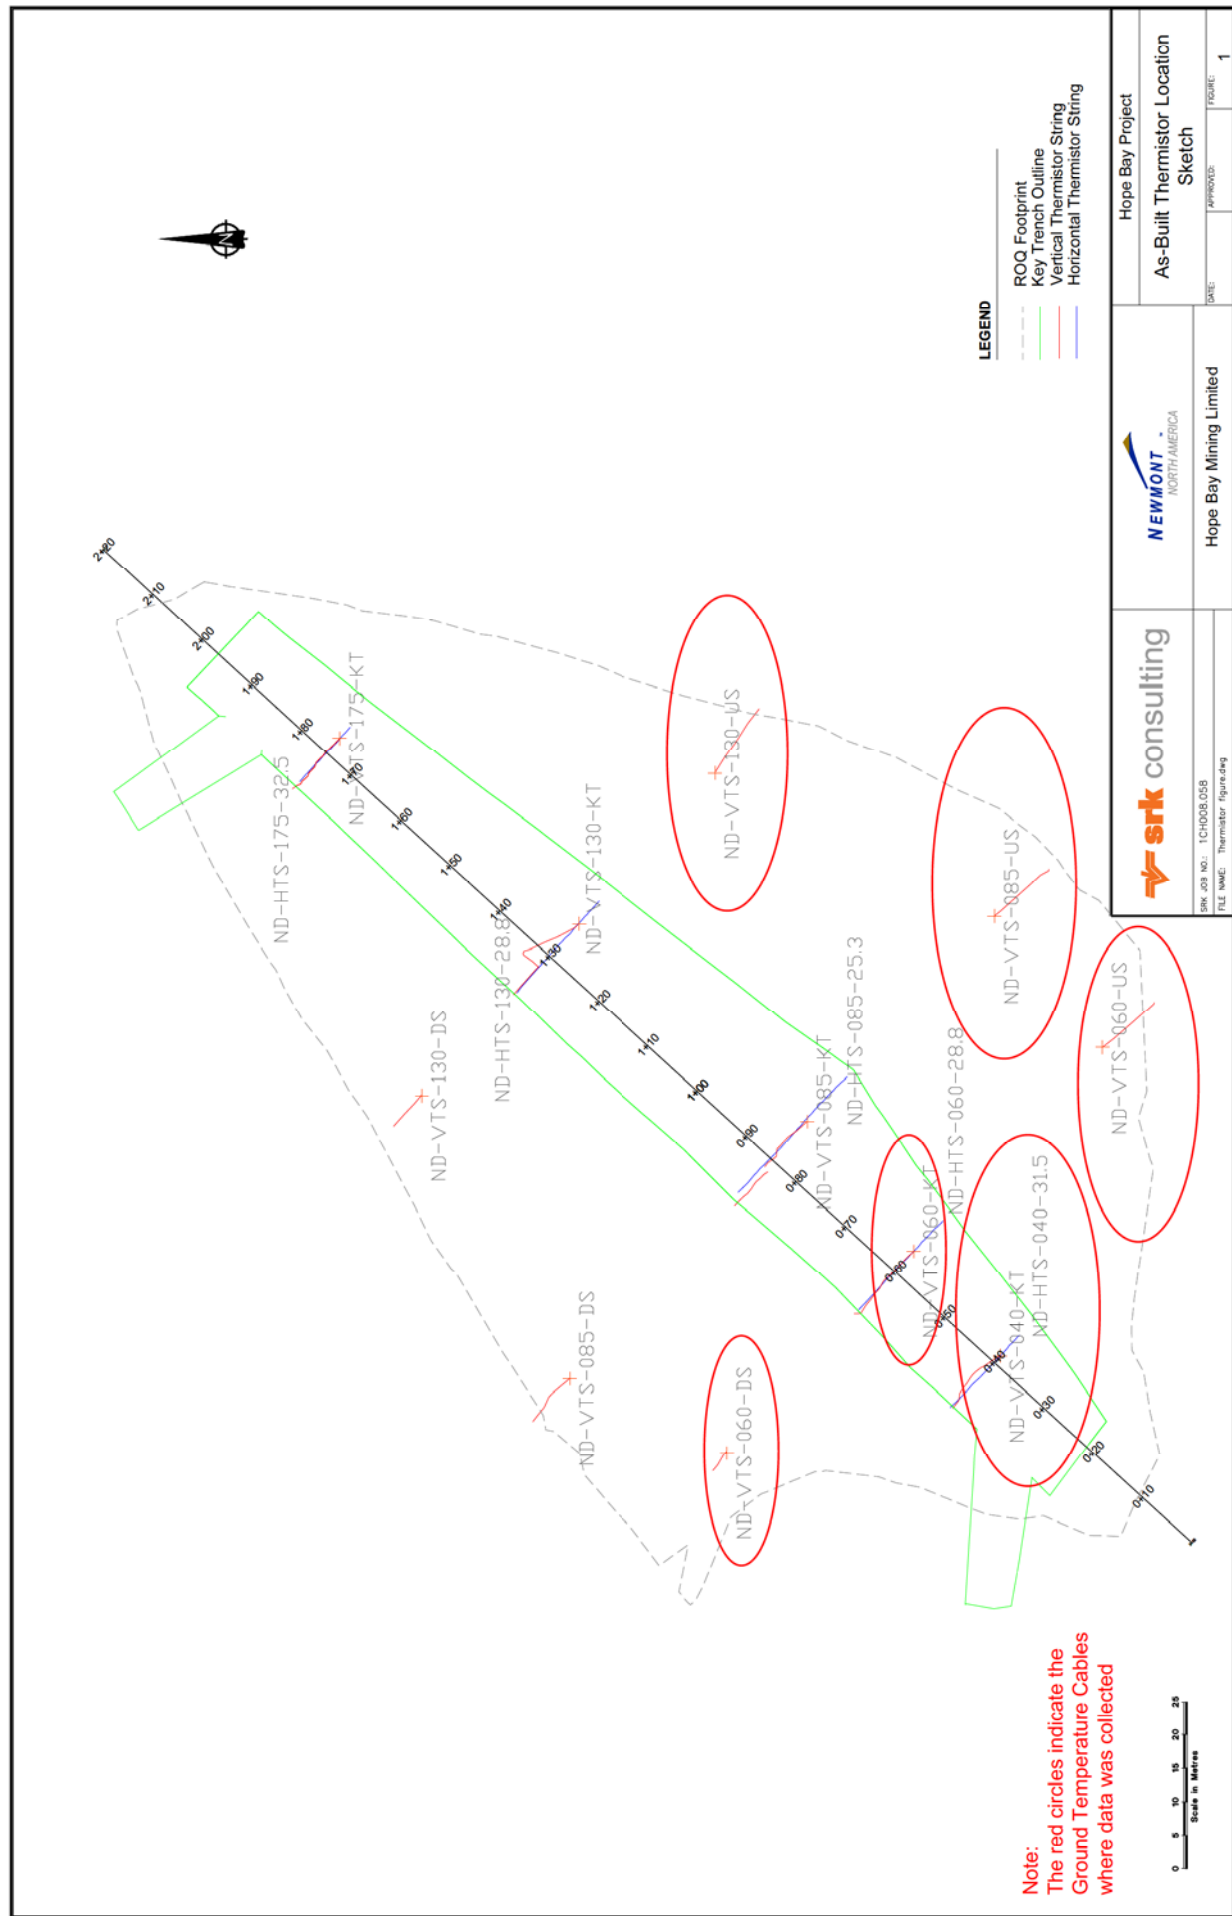 2+20
2+10
2+00
1+90
1+80
1+70
1+60
1+50
1+40
1+30
1+20
1+10
1+00
0+90
0+80
0+70
0+60
0+50
0+40
0+30
0+20
0+10
ND-HTS-175-32.5
ND-VTS-175-KT
ND-HTS-130-28.8
ND-VTS-130-KT
ND-VTS-130-DS
ND-VTS-130-US
ND-VTS-085-KT
ND-HTS-085-25.3
ND-VTS-085-US
ND-VTS-085-DS
ND-VTS-060-KT
ND-HTS-060-28.8
ND-VTS-060-US
ND-VTS-060-DS
ND-VTS-040-KT
ND-HTS-040-31.5
N
LEGEND
ROQ Footprint
Key Trench Outline
Vertical Thermistor String
Horizontal Thermistor String
Note:
The red circles indicate the
Ground Temperature Cables
where data was collected
0 5 10 15 20 25
Scale in Metres
srk consulting
SRK JOB NO.: 1CH008.058
FILE NAME: Thermistor figure.dwg
NEWMONT
NORTH AMERICA
Hope Bay Mining Limited
Hope Bay Project
As-Built Thermistor Location
Sketch
DATE:
APPROVED:
FIGURE:
1